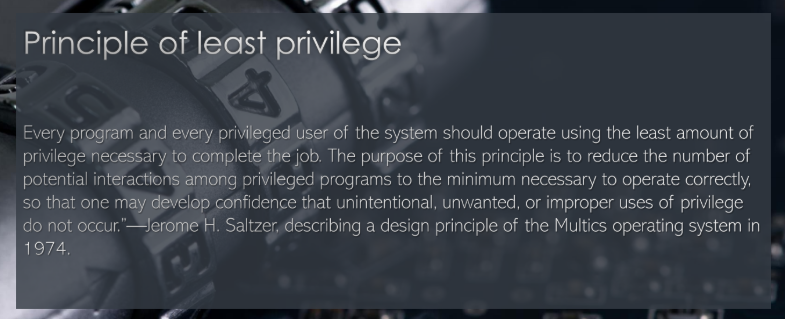 Principle of least privilege
Every program and every privileged user of the system should operate using the least amount of
privilege necessary to complete the job. The purpose of this principle is to reduce the number of
potential interactions among privileged programs to the minimum necessary to operate correctly,
so that one may develop confidence that unintentional, unwanted, or improper uses of privilege
do not occur.”—Jerome H. Saltzer, describing a design principle of the Multics operating system in
1974.